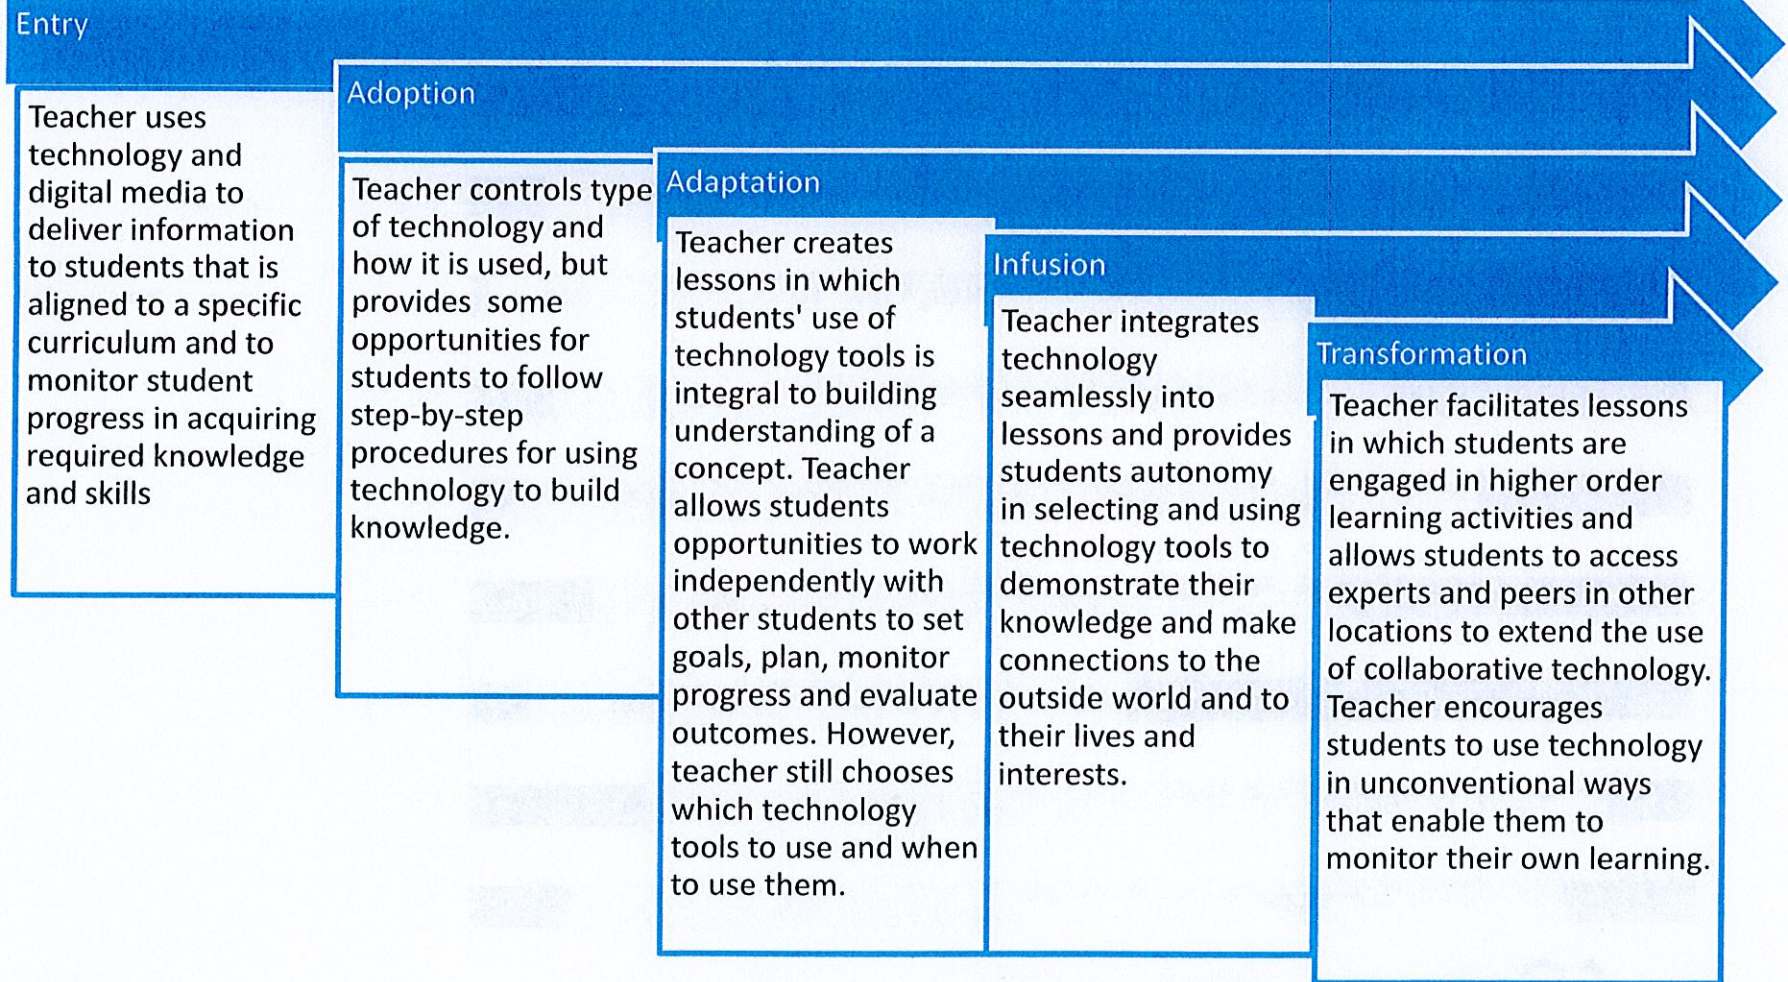 Entry
Teacher uses
technology and
digital media to
deliver information
to students that is
aligned to a specific
curriculum and to
monitor student
progress in acquiring
required knowledge
and skills
Adoption
Teacher controls type
of technology and
how it is used, but
provides some
opportunities for
students to follow
step-by-step
procedures for using
technology to build
knowledge.
Adaptation
Teacher creates
lessons in which
students' use of
technology tools is
integral to building
understanding of a
concept. Teacher
allows students
opportunities to work
independently with
other students to set
goals, plan, monitor
progress and evaluate
outcomes. However,
teacher still chooses
which technology
tools to use and when
to use them.
Infusion
Teacher integrates
technology
seamlessly into
lessons and provides
students autonomy
in selecting and using
technology tools to
demonstrate their
knowledge and make
connections to the
outside world and to
their lives and
interests.
Transformation
Teacher facilitates lessons
in which students are
engaged in higher order
learning activities and
allows students to access
experts and peers in other
locations to extend the use
of collaborative technology.
Teacher encourages
students to use technology
in unconventional ways
that enable them to
monitor their own learning.